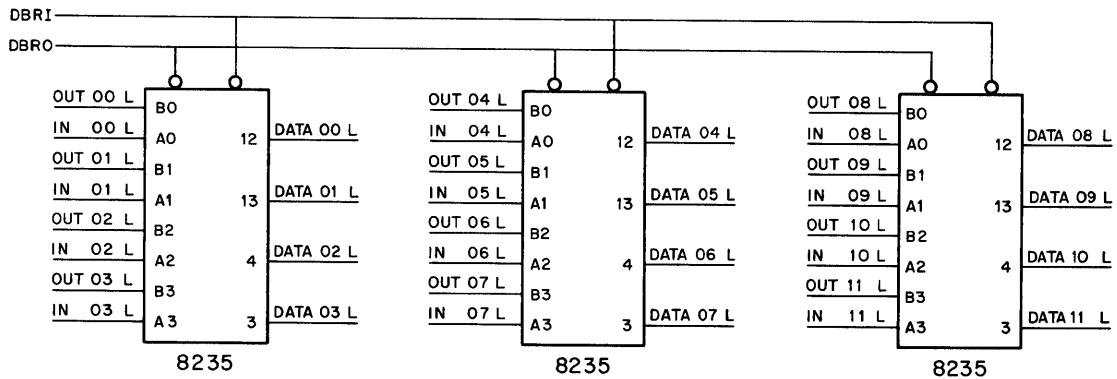 DBRI
DBRO
OUT 00 L
IN 00 L
OUT 01 L
IN 01 L
OUT 02 L
IN 02 L
OUT 03 L
IN 03 L
B0
A0
B1
A1
B2
A2
B3
A3
12
13
4
3
DATA 00 L
DATA 01 L
DATA 02 L
DATA 03 L
8235
OUT 04 L
IN 04 L
OUT 05 L
IN 05 L
OUT 06 L
IN 06 L
OUT 07 L
IN 07 L
B0
A0
B1
A1
B2
A2
B3
A3
12
13
4
3
DATA 04 L
DATA 05 L
DATA 06 L
DATA 07 L
8235
OUT 08 L
IN 08 L
OUT 09 L
IN 09 L
OUT 10 L
IN 10 L
OUT 11 L
IN 11 L
B0
A0
B1
A1
B2
A2
B3
A3
12
13
4
3
DATA 08 L
DATA 09 L
DATA 10 L
DATA 11 L
8235